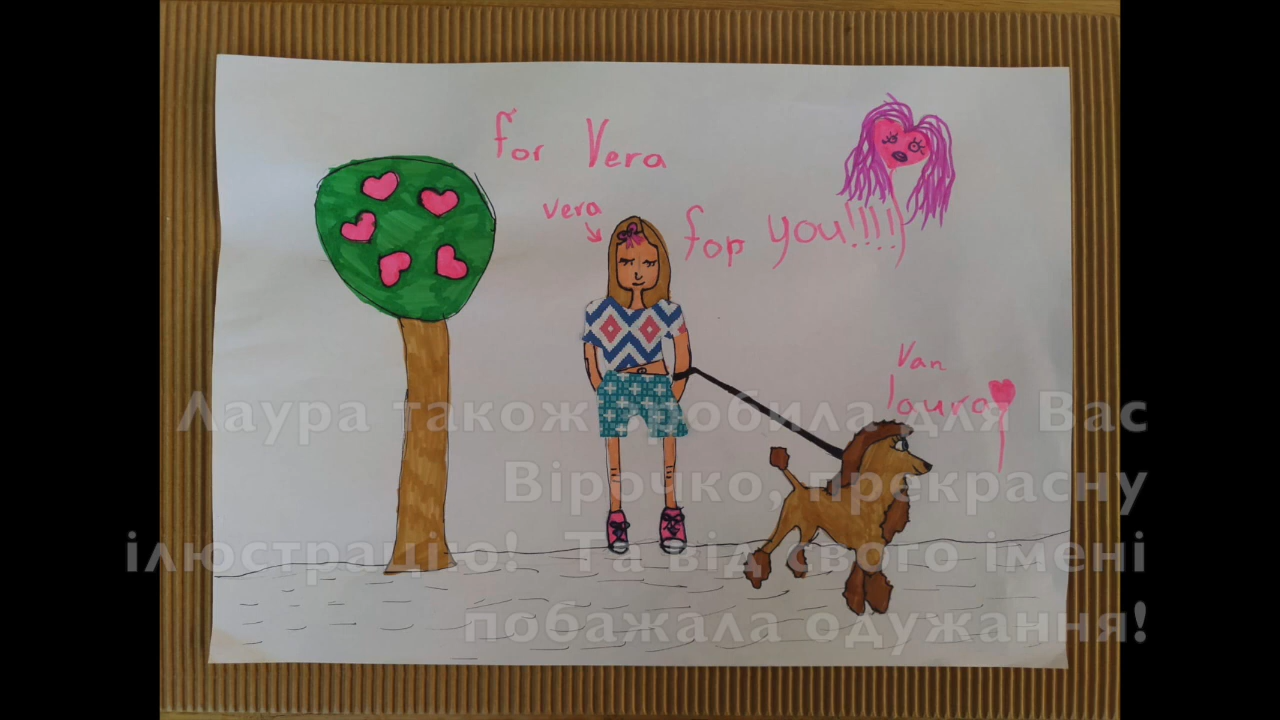 for Vera
Vera
for you!!!!
Van
laura
Лаура також зробила для Вас
Вірочко, прекрасну
ілюстрацію! Та від свого імені
побажала одужання!